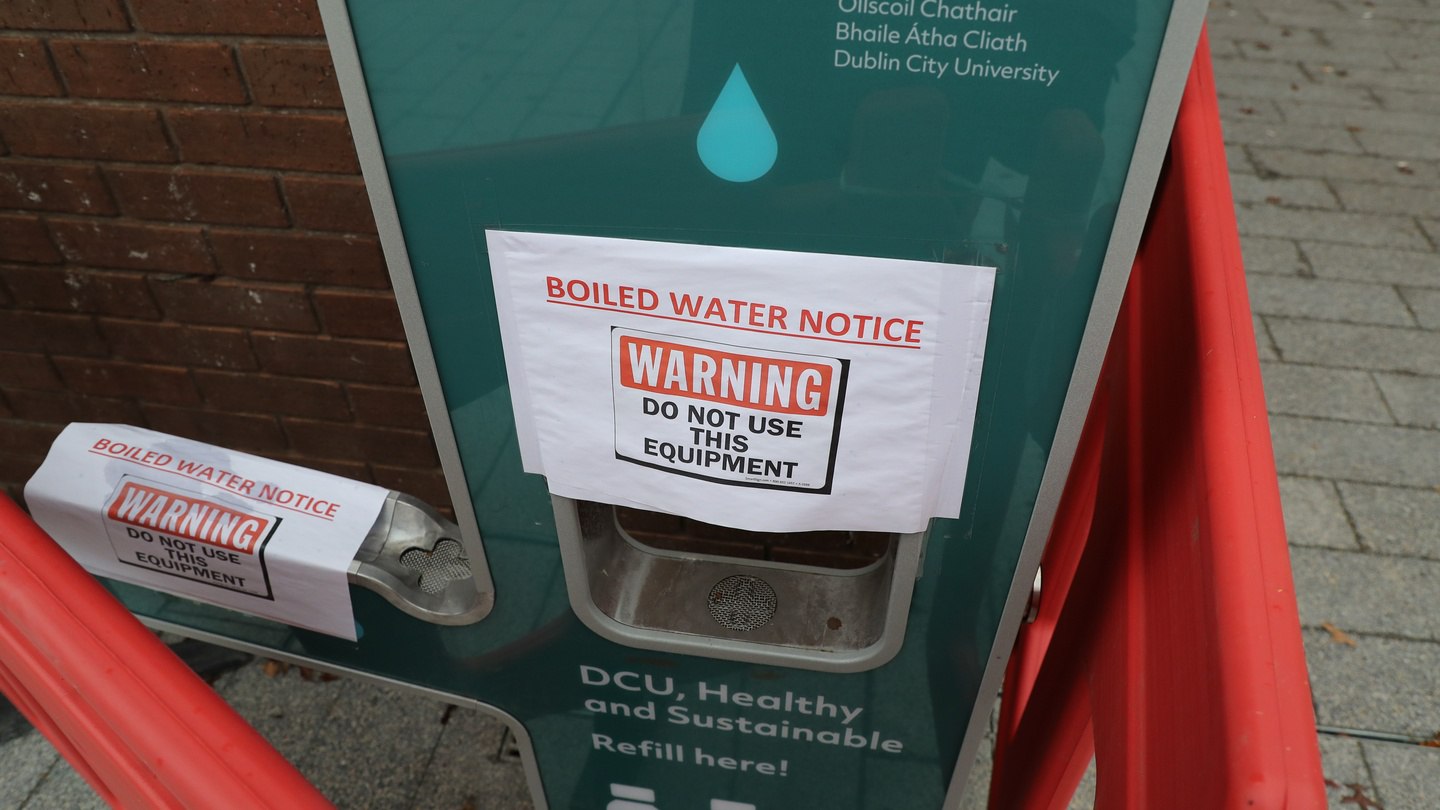 Ollscoil Chathair
Bhaile Átha Cliath
Dublin City University
BOILED WATER NOTICE
WARNING
DO NOT USE
THIS
EQUIPMENT
BOILED WATER NOTICE
WARNING
DO NOT USE
THIS
EQUIPMENT
DCU, Healthy
and Sustainable
Refill here!